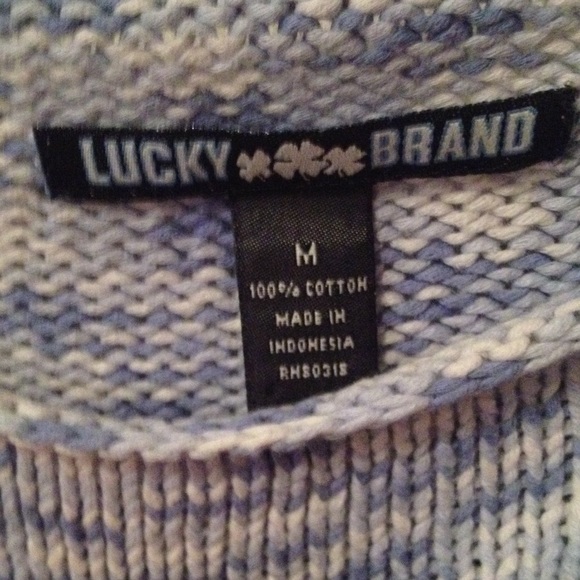 LUCKY BRAND
M
100% COTTON
MADE IN
INDONESIA
RH80318